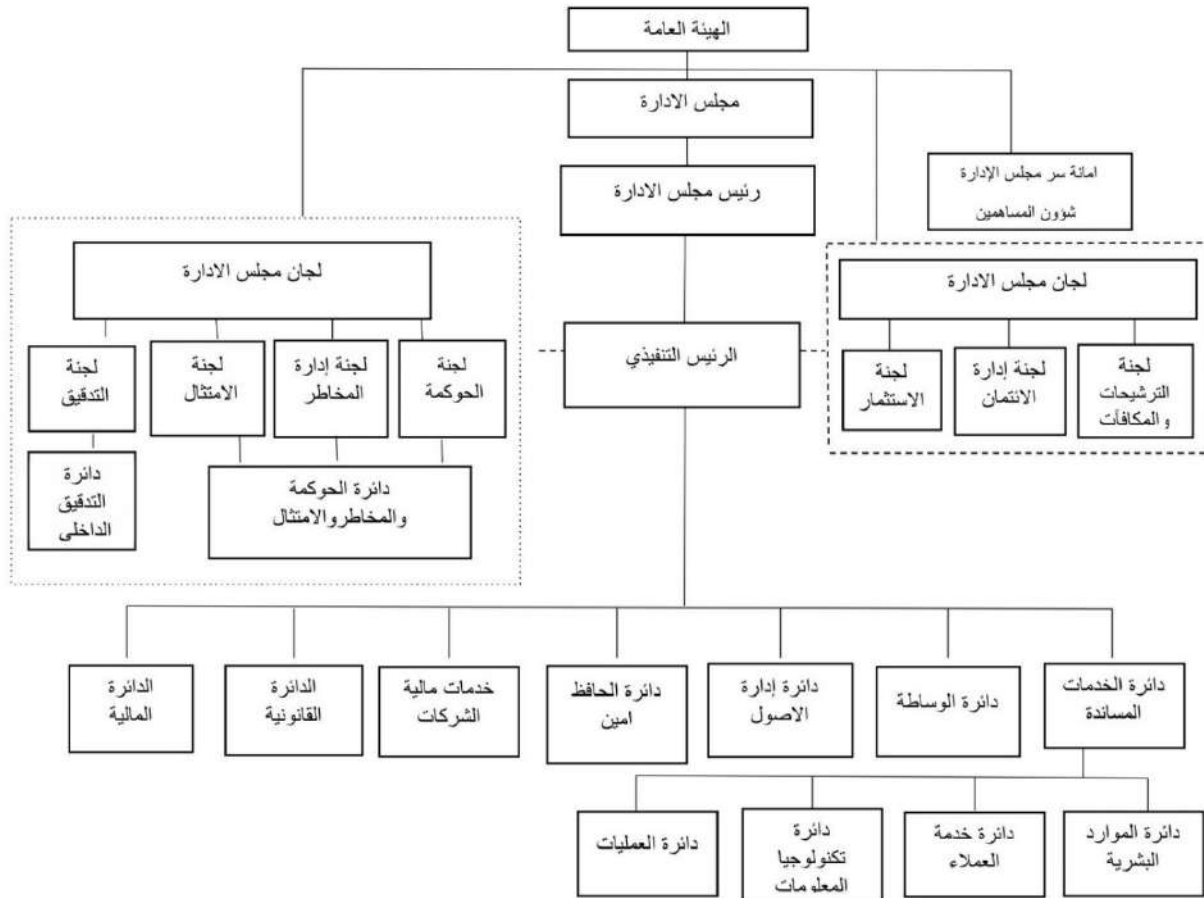 الهيئة العامة
مجلس الادارة
رئيس مجلس الادارة
امانة سر مجلس الإدارة
شؤون المساهمين
لجان مجلس الادارة
لجنة
الترشيحات
والمكافآت
لجنة إدارة
الائتمان
لجنة
الاستثمار
الرئيس التنفيذي
لجان مجلس الادارة
لجنة
الحوكمة
لجنة إدارة
المخاطر
لجنة
الامتثال
لجنة
التدقيق
دائرة الحوكمة
والمخاطروالامتثال
دائرة
التدقيق
الداخلى
دائرة الخدمات
المساندة
دائرة الوساطة
دائرة إدارة
الاصول
دائرة الحافظ
امين
خدمات مالية
الشركات
الدائرة
القانونية
الدائرة
المالية
دائرة الموارد
البشرية
دائرة خدمة
العملاء
دائرة
تكنولوجيا
المعلومات
دائرة العمليات